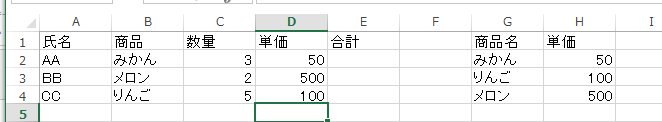 A B C D E F G H I
1 氏名 商品 数量 単価 合計 商品名 単価
2 AA みかん 3 50 みかん 50
3 BB メロン 2 500 りんご 100
4 CC りんご 5 100 メロン 500
5